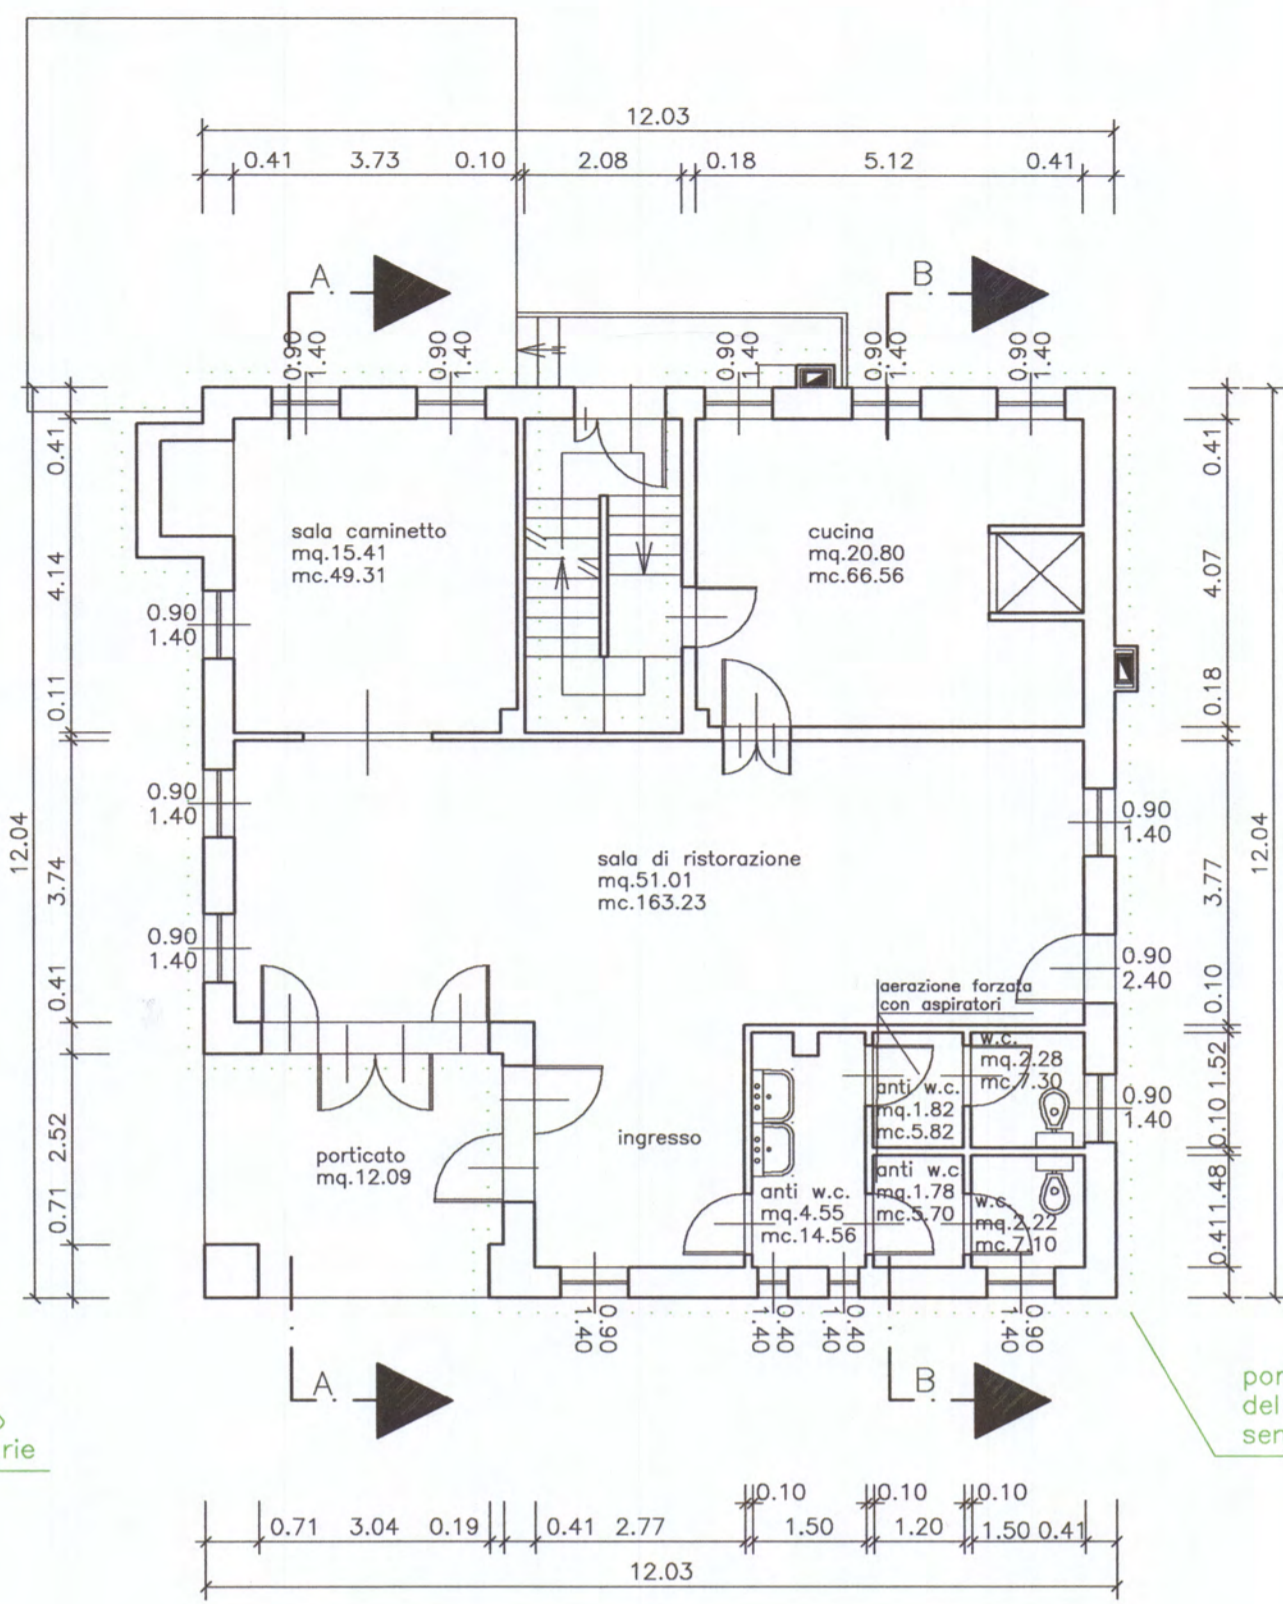 12.03
0.41 3.73 0.10 2.08 0.18 5.12 0.41
A B
0.90 0.90 0.90 0.90 0.90
1.40 1.40 1.40 1.40 1.40
0.41
4.14
0.11
3.74
0.41
2.52
0.71
12.04
sala caminetto
mq.15.41
mc.49.31
cucina
mq.20.80
mc.66.56
0.41
4.07
0.18
3.77
0.10
1.52
0.10
1.48
0.41
12.04
0.90
1.40
0.90
1.40
0.90
1.40
sala di ristorazione
mq.51.01
mc.163.23
0.90
1.40
0.90
2.40
aerazione forzata
con aspiratori
w.c.
mq.2.28
mc.7.30
anti w.c.
mq.1.82
mc.5.82
0.90
1.40
ingresso
porticato
mq.12.09
anti w.c.
mq.4.55
mc.14.56
anti w.c
mq.1.78
mc.5.70
w.c.
mq.2.22
mc.7.10
0.90 0.40 0.40 0.90
1.40 1.40 1.40 1.40
A B
rie
por
del
ser
0.10 0.10 0.10
0.71 3.04 0.19 0.41 2.77 1.50 1.20 1.50 0.41
12.03